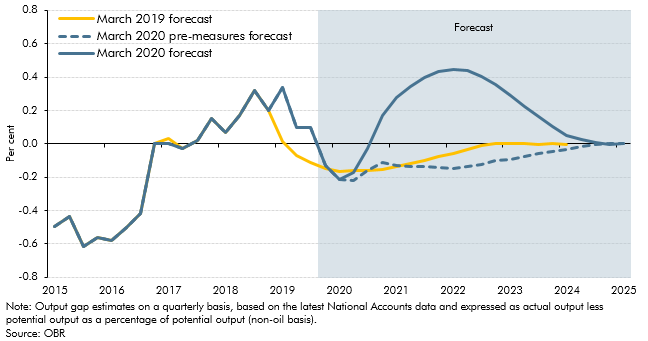 0.8
0.6
0.4
0.2
0.0
-0.2
-0.4
-0.6
-0.8
Per cent
March 2019 forecast
March 2020 pre-measures forecast
March 2020 forecast
Forecast
2015 2016 2017 2018 2019 2020 2021 2022 2023 2024 2025
Note: Output gap estimates on a quarterly basis, based on the latest National Accounts data and expressed as actual output less
potential output as a percentage of potential output (non-oil basis).
Source: OBR